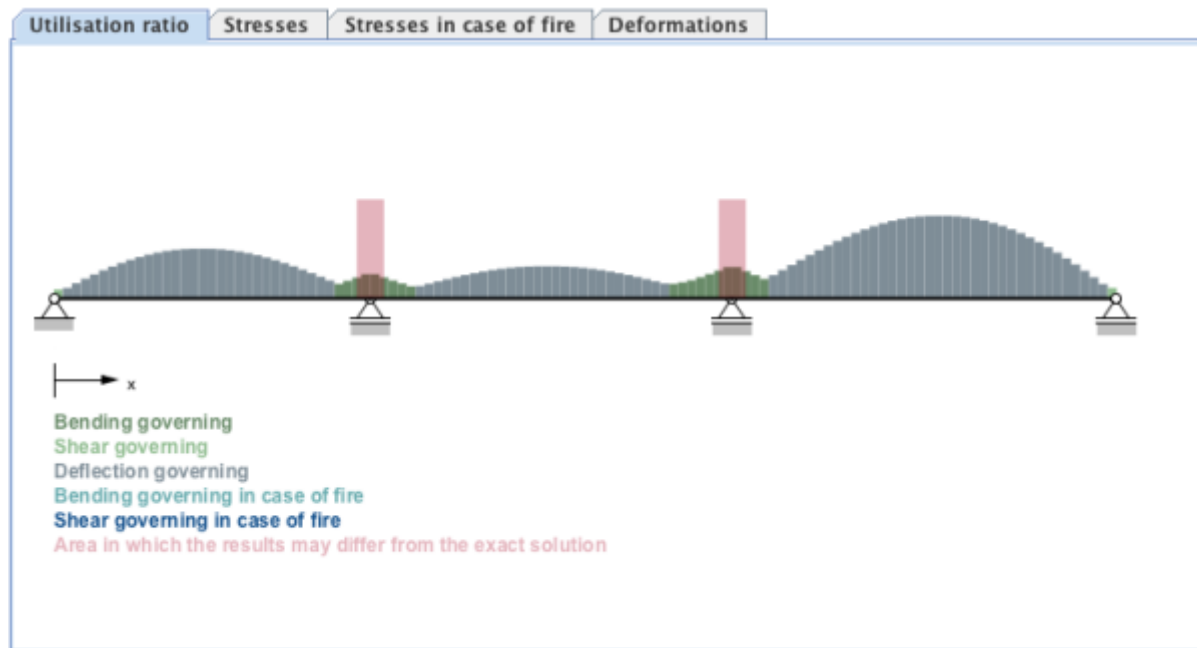 Utilisation ratio Stresses Stresses in case of fire Deformations
x
Bending governing
Shear governing
Deflection governing
Bending governing in case of fire
Shear governing in case of fire
Area in which the results may differ from the exact solution